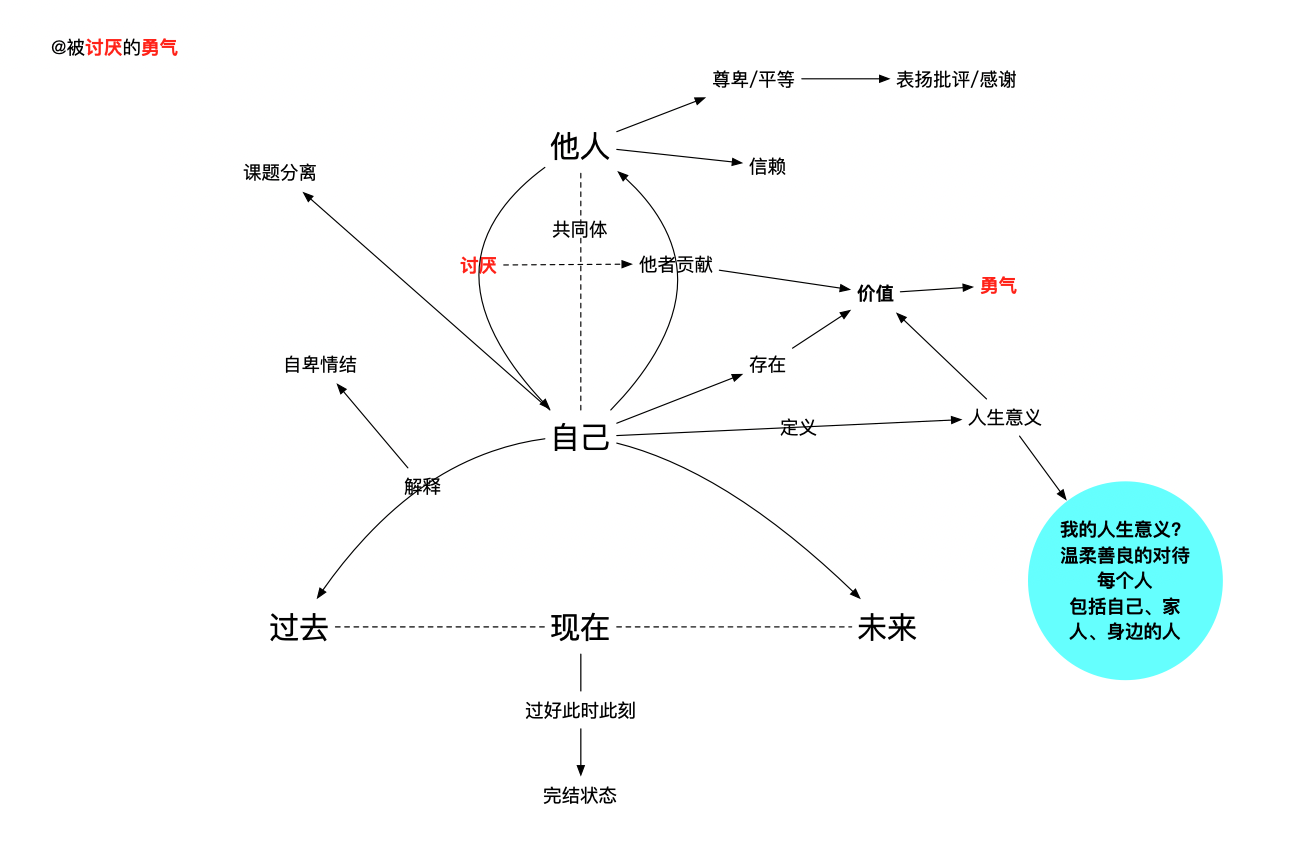 @被讨厌的勇气
尊卑/平等
表扬批评/感谢
他人
信赖
课题分离
共同体
讨厌
他者贡献
价值
勇气
自卑情结
存在
人生意义
定义
自己
解释
我的人生意义？
温柔善良的对待
每个人
包括自己、家
人、身边的人
过去
现在
未来
过好此时此刻
完结状态